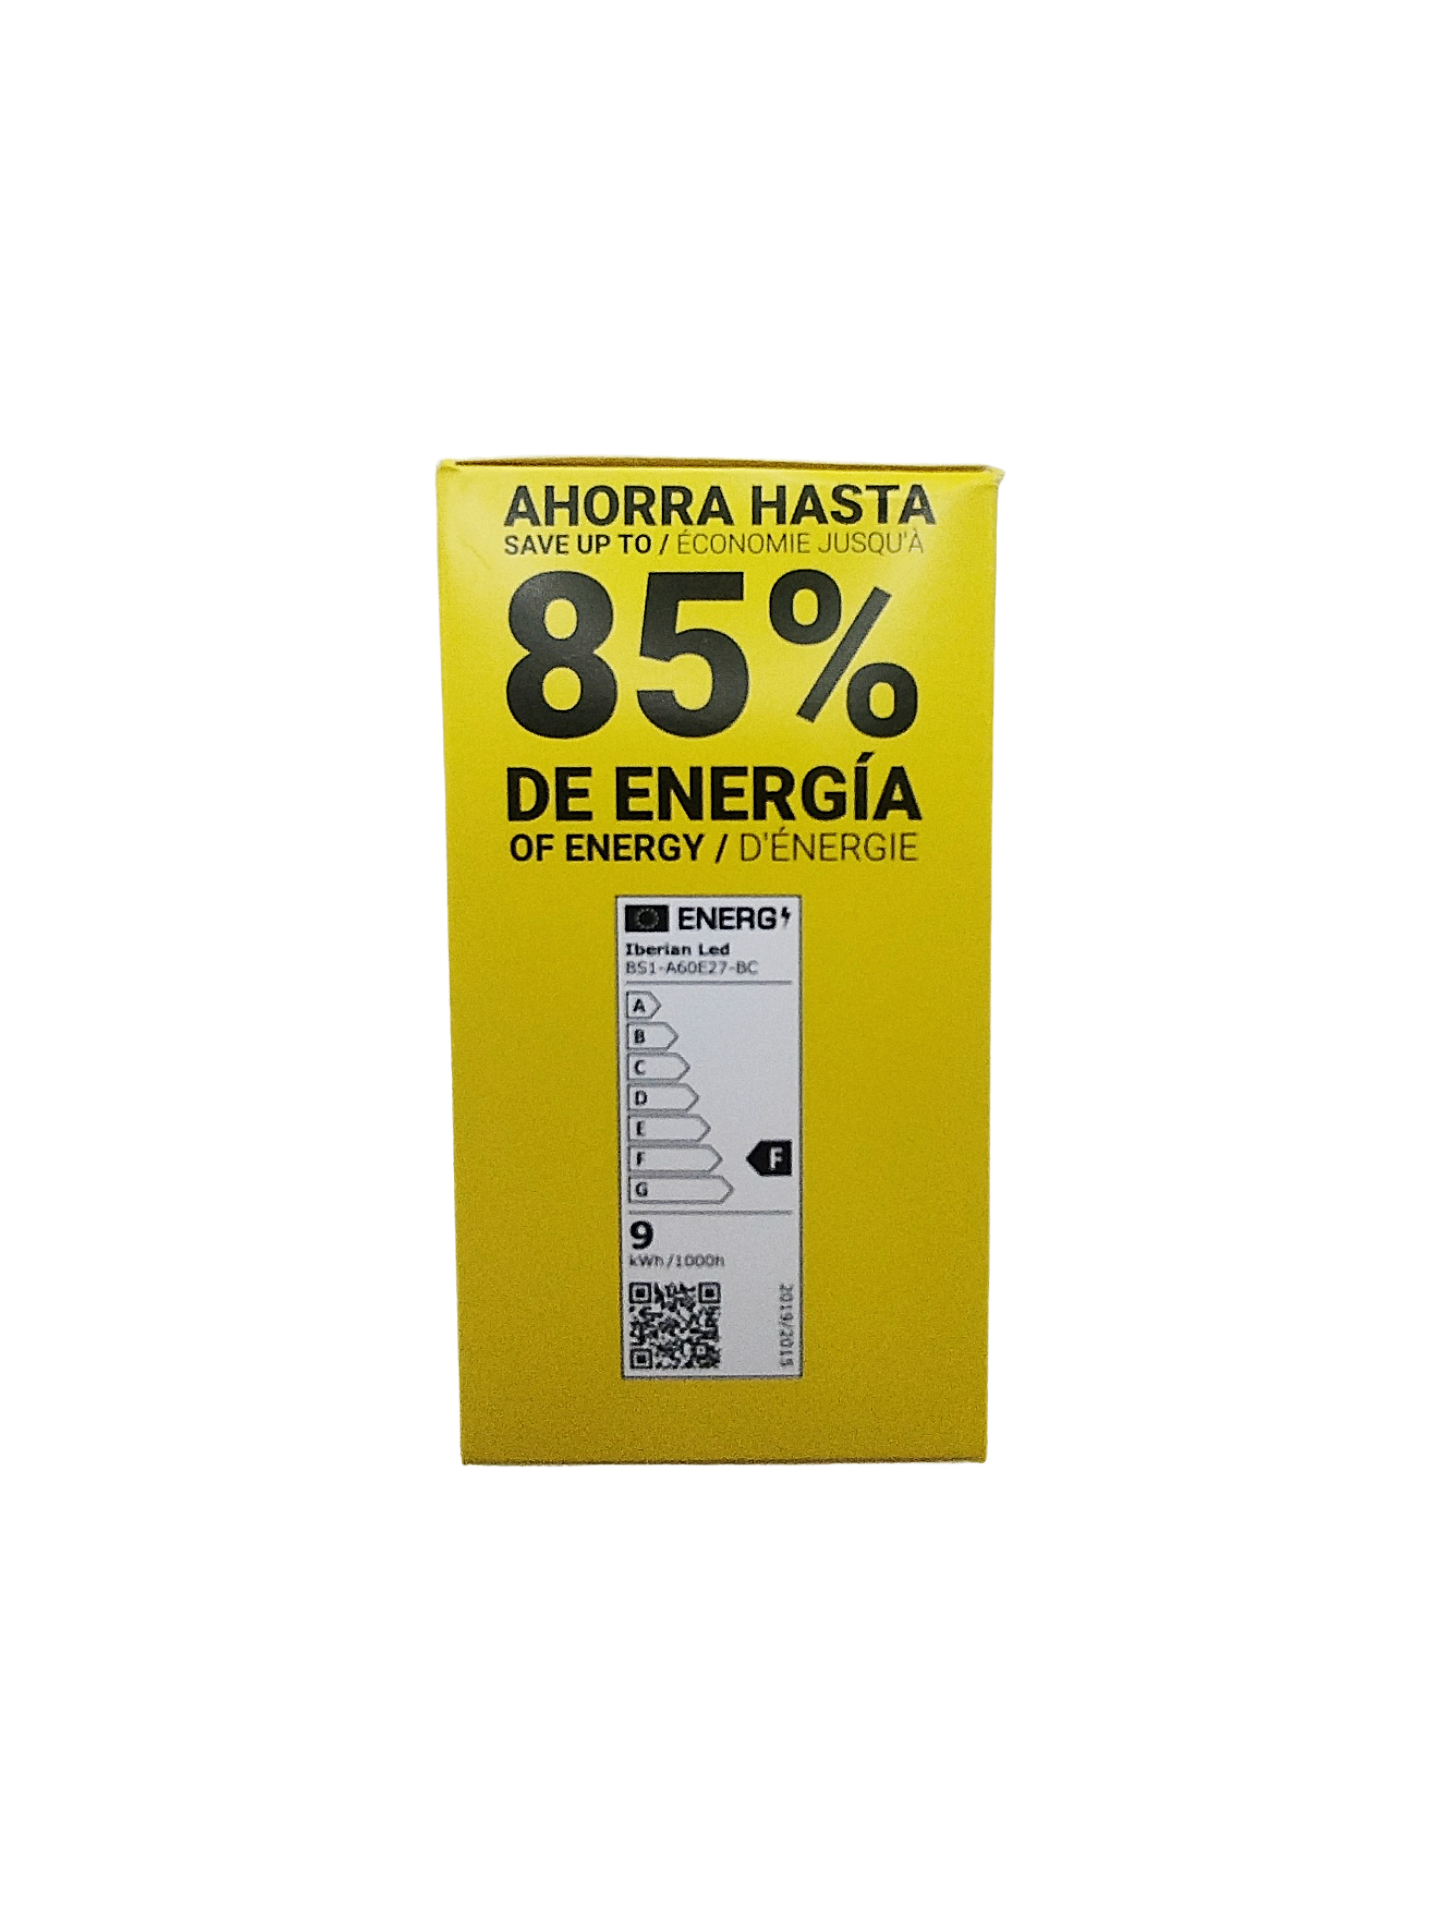 AHORRA HASTA
SAVE UP TO / ÉCONOMIE JUSQU'À
85%
DE ENERGÍA
OF ENERGY / D'ÉNERGIE
ENERG
Iberian Led
BS1-A60E27-BC
A
B
C
D
E
F
F
G
9
kWh/1000h
2019/2015